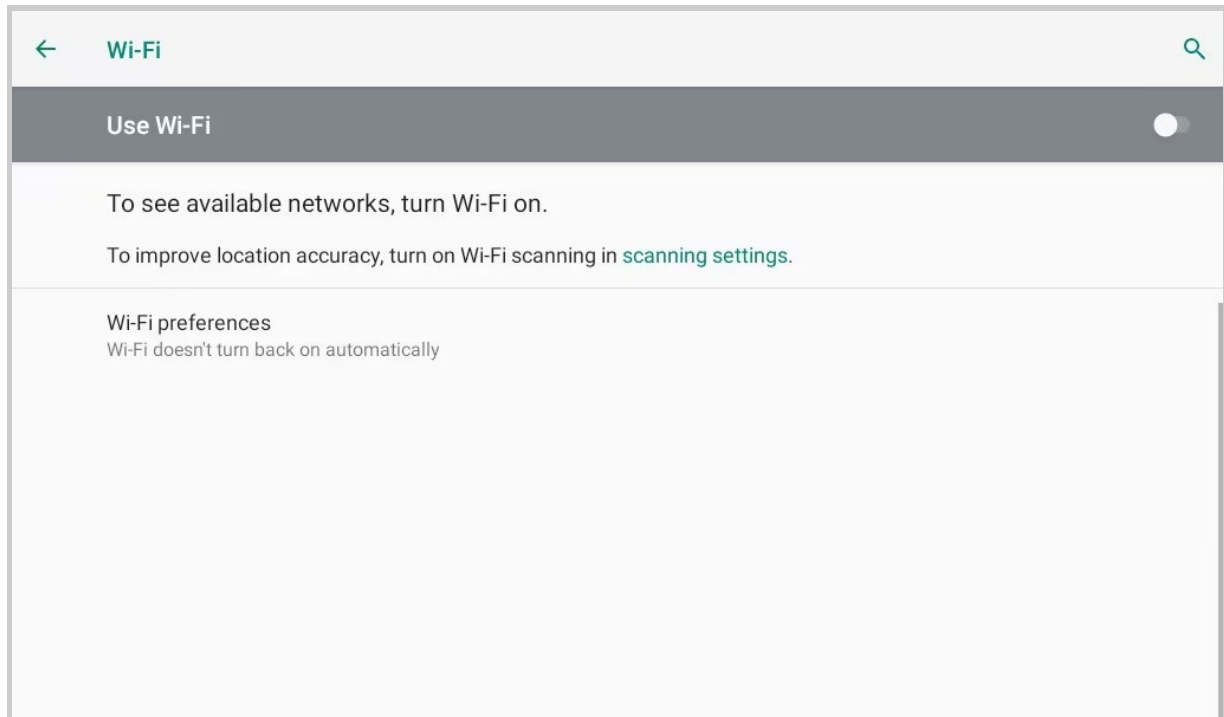 Wi-Fi
Use Wi-Fi
To see available networks, turn Wi-Fi on.
To improve location accuracy, turn on Wi-Fi scanning in scanning settings.
Wi-Fi preferences
Wi-Fi doesn't turn back on automatically